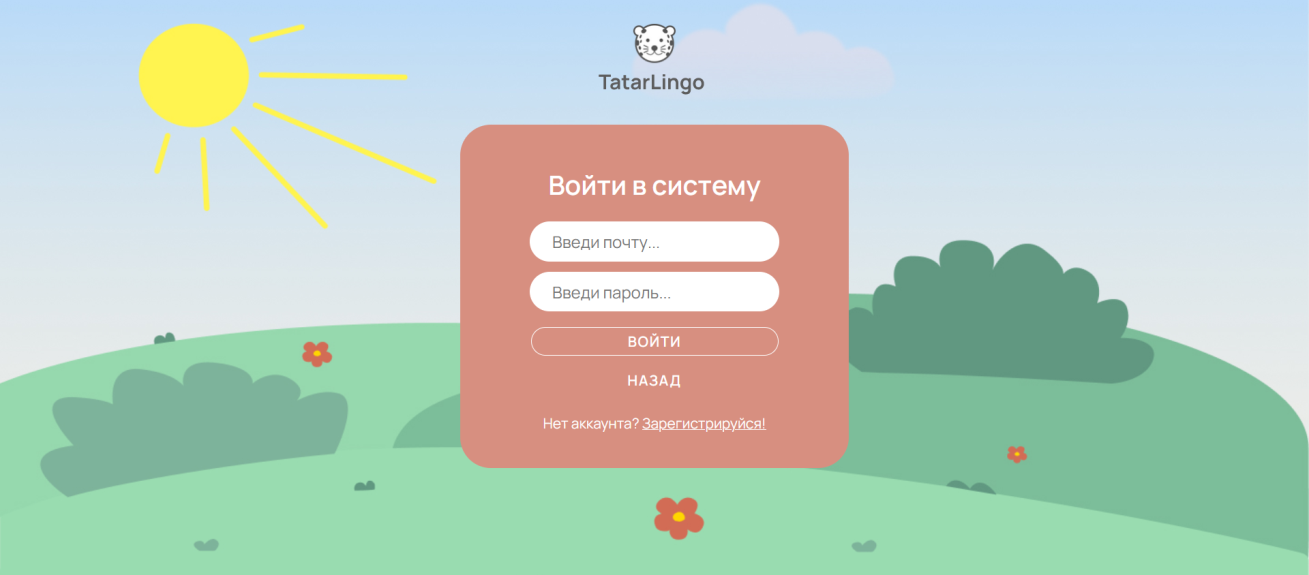 TatarLingo
Войти в систему
Введи почту...
Введи пароль...
ВОЙТИ
НАЗАД
Нет аккаунта? Зарегистрируйся!